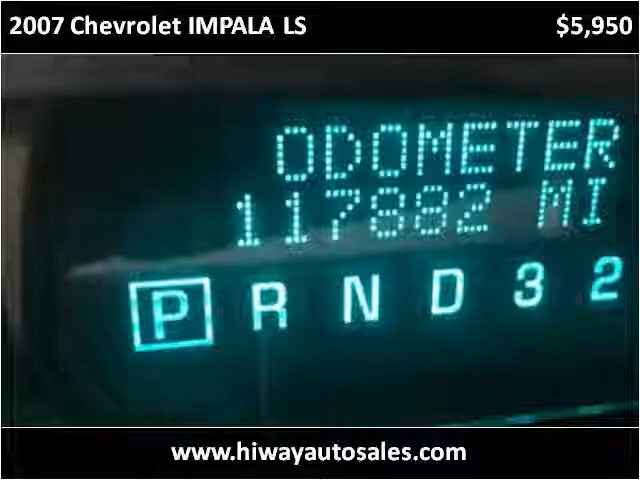 2007 Chevrolet IMPALA LS $5,950
ODOMETER
117882 MI
P R N D 3 2
www.hiwayautosales.com